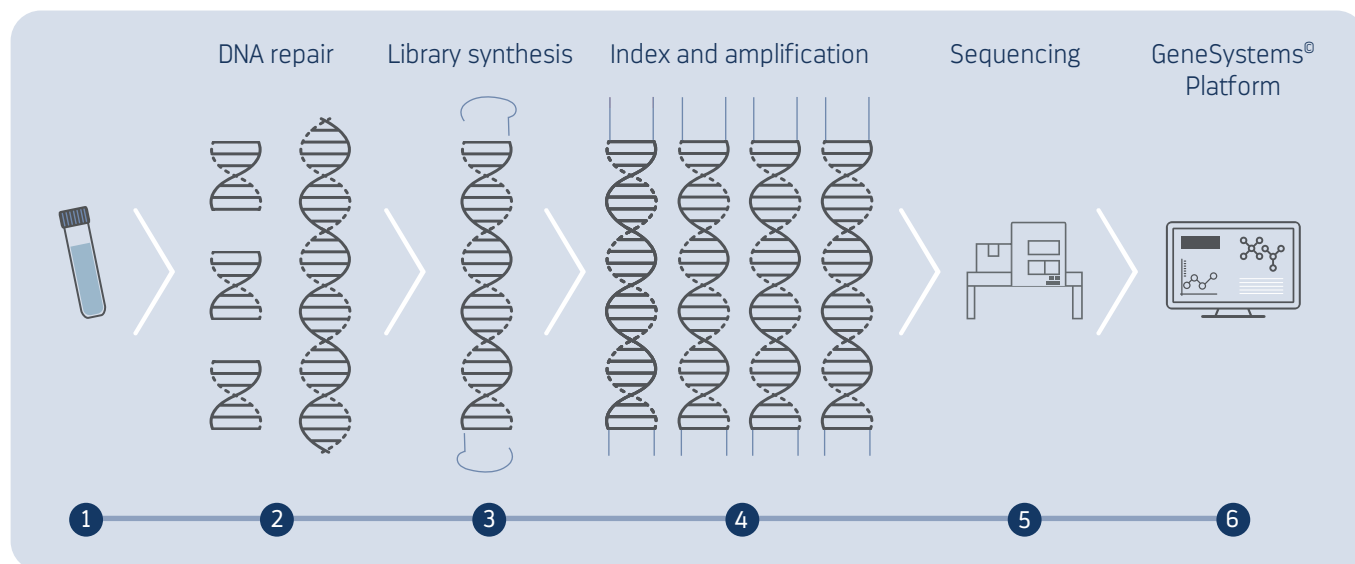 DNA repair
Library synthesis
Index and amplification
Sequencing
GeneSystems©
Platform
1
2
3
4
5
6